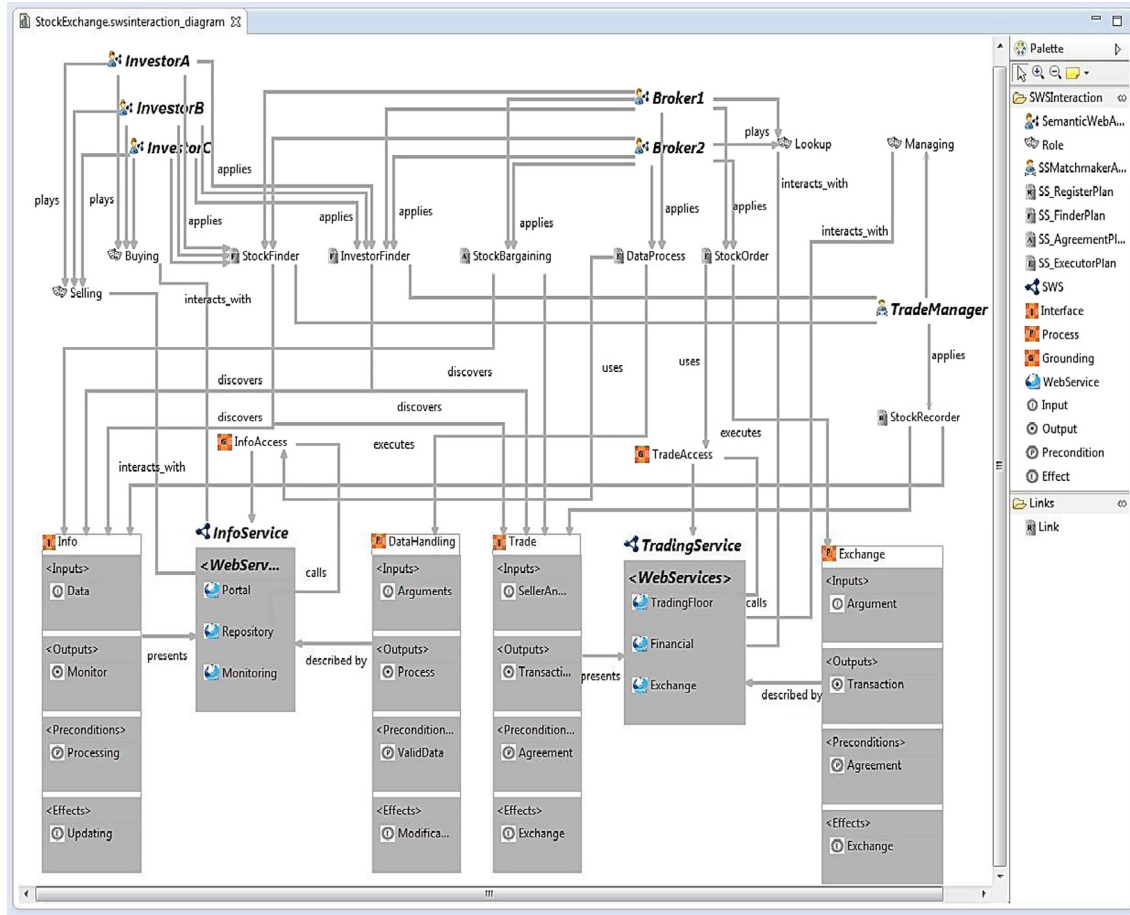 StockExchange.swsinteraction_diagram
InvestorA
InvestorB
InvestorC
Broker1
Broker2
plays
Lookup
Managing
applies
interacts_with
plays
plays
applies
applies
applies
applies
applies
applies
interacts_with
Buying
StockFinder
InvestorFinder
StockBargaining
DataProcess
StockOrder
Selling
interacts_with
TradeManager
applies
discovers
discovers
uses
uses
discovers
discovers
StockRecorder
InfoAccess
executes
executes
TradeAccess
interacts_with
Info
<Inputs>
Data
<Outputs>
Monitor
<Preconditions>
Processing
<Effects>
Updating
presents
InfoService
<WebServ...
Portal
Repository
Monitoring
calls
described by
DataHandling
<Inputs>
Arguments
<Outputs>
Process
<Precondition...
ValidData
<Effects>
Modifica...
Trade
<Inputs>
SellerAn...
<Outputs>
Transacti...
<Precondition...
Agreement
<Effects>
Exchange
presents
TradingService
<WebServices>
TradingFloor
Financial
Exchange
calls
described by
Exchange
<Inputs>
Argument
<Outputs>
Transaction
<Preconditions>
Agreement
<Effects>
Exchange
Palette
SWSInteraction
SemanticWebA...
Role
SSMatchmakerA...
SS_RegisterPlan
SS_FinderPlan
SS_AgreementPl...
SS_ExecutorPlan
SWS
Interface
Process
Grounding
WebService
Input
Output
Precondition
Effect
Links
Link